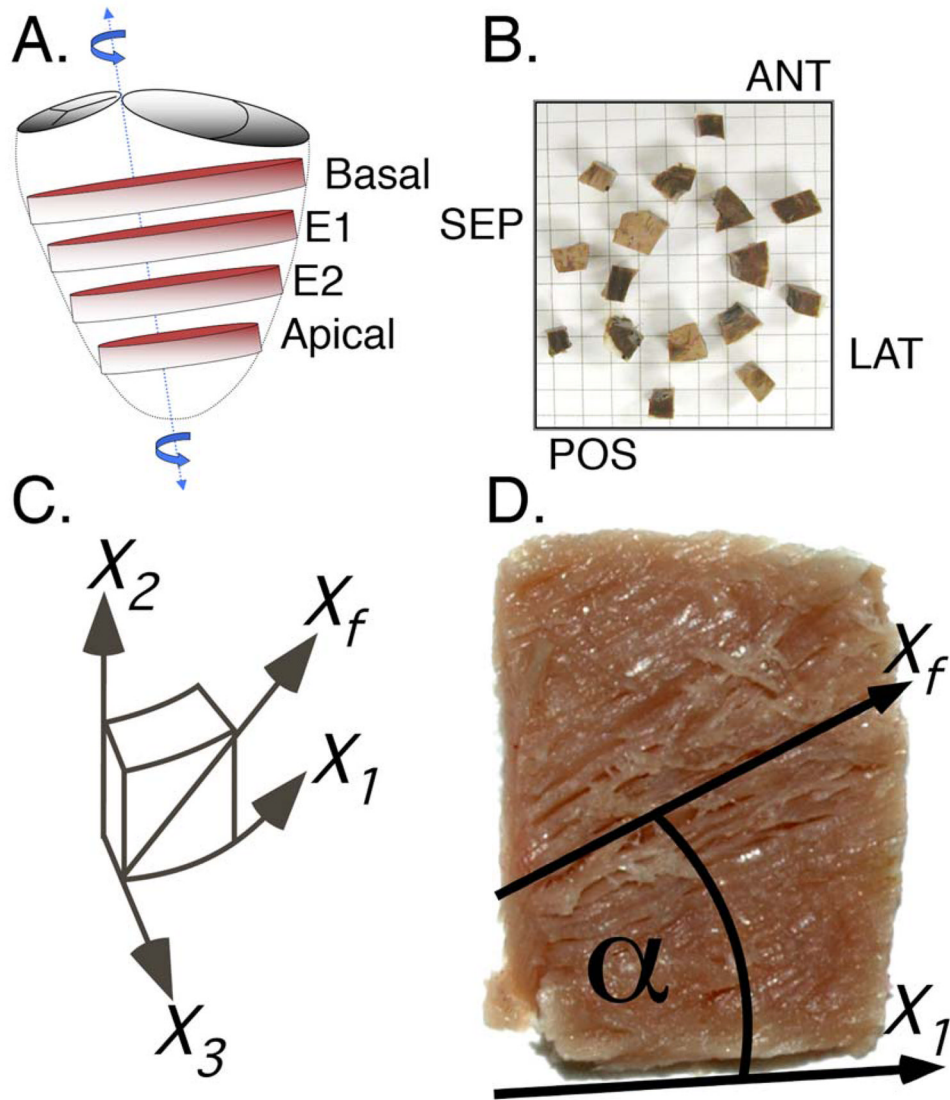 A.
Basal
E1
E2
Apical
B.
ANT
SEP
LAT
POS
C.
X2
Xf
X1
X3
D.
Xf
α
X1